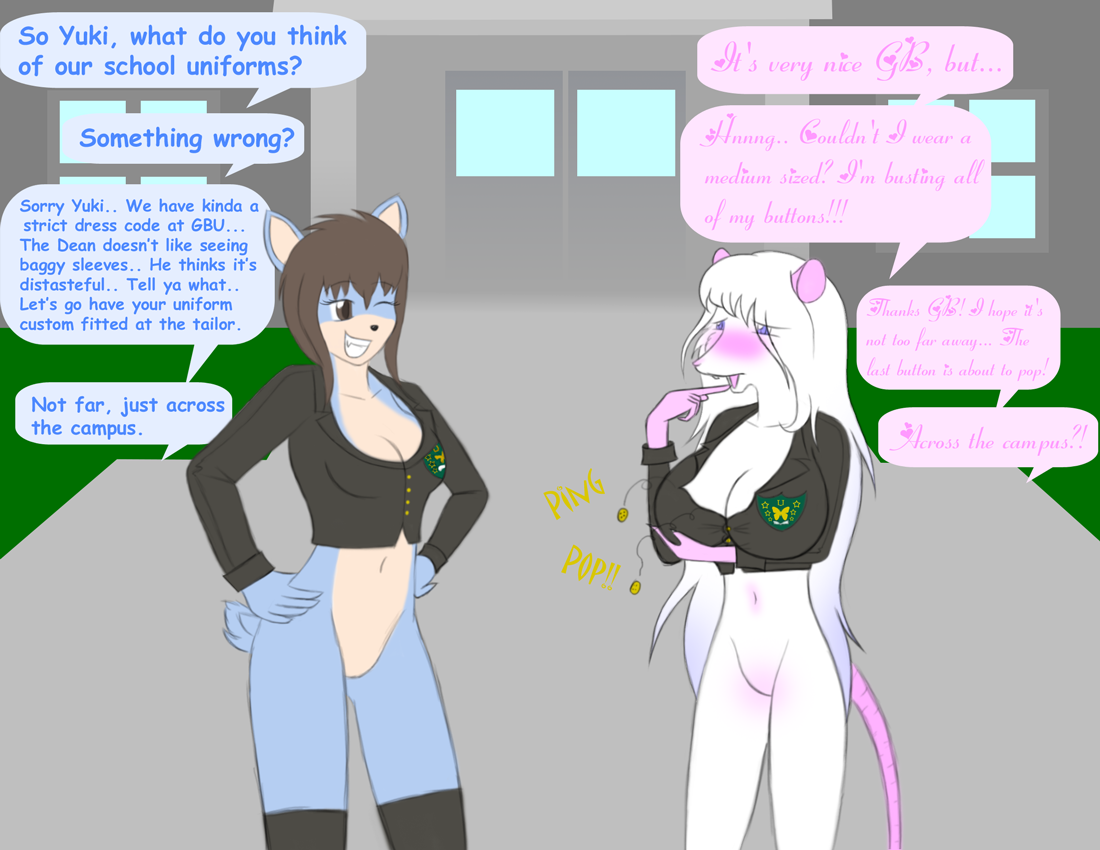 So Yuki, what do you think
of our school uniforms?
It's very nice GB, but...
Something wrong?
Hnnng.. Couldn't I wear a
medium sized? I'm busting all
of my buttons!!!
Sorry Yuki.. We have kinda a
strict dress code at GBU...
The Dean doesn't like seeing
baggy sleeves.. He thinks it's
distasteful.. Tell ya what..
Let's go have your uniform
custom fitted at the tailor.
Thanks GB! I hope it's
not too far away... The
last button is about to pop!
Not far, just across
the campus.
Across the campus?!
PiNG
POP!!
U